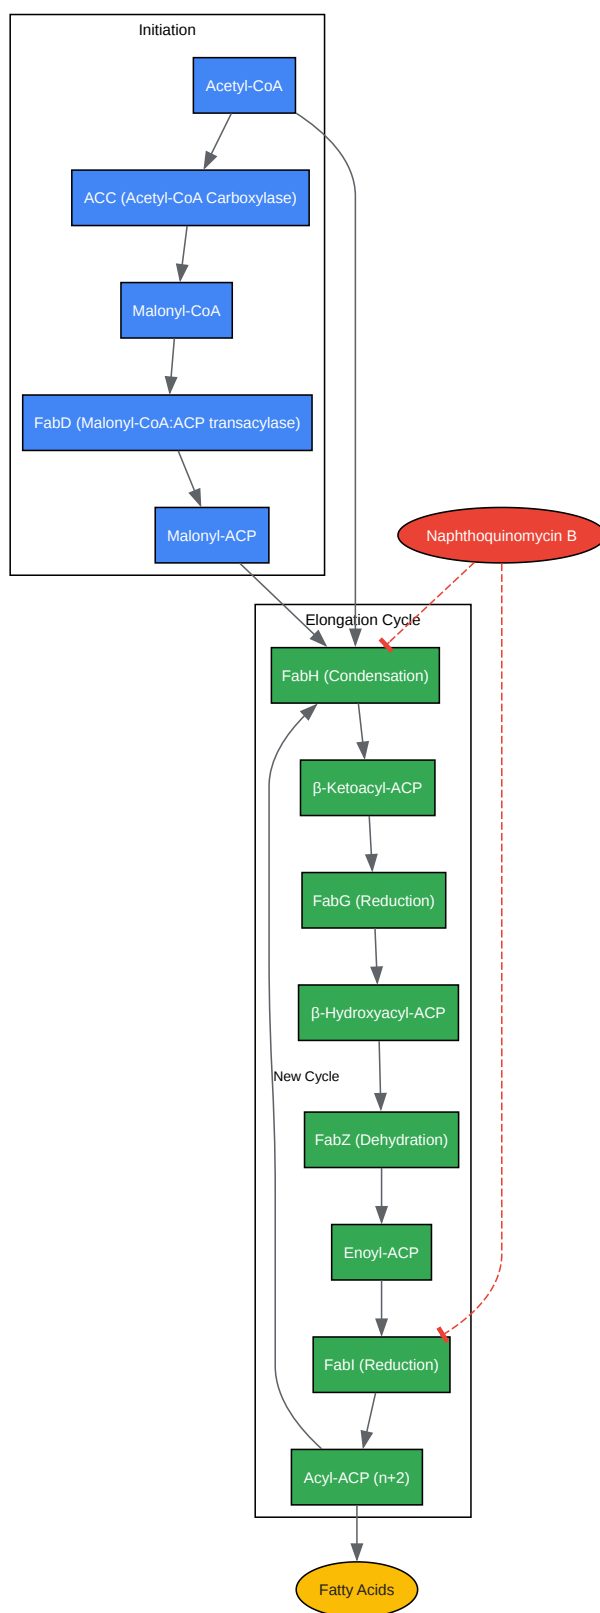 Initiation
Acetyl-CoA
ACC (Acetyl-CoA Carboxylase)
Malonyl-CoA
FabD (Malonyl-CoA:ACP transacylase)
Malonyl-ACP
Naphthoquinomycin B
Elongation Cycle
FabH (Condensation)
β-Ketoacyl-ACP
FabG (Reduction)
β-Hydroxyacyl-ACP
New Cycle
FabZ (Dehydration)
Enoyl-ACP
FabI (Reduction)
Acyl-ACP (n+2)
Fatty Acids